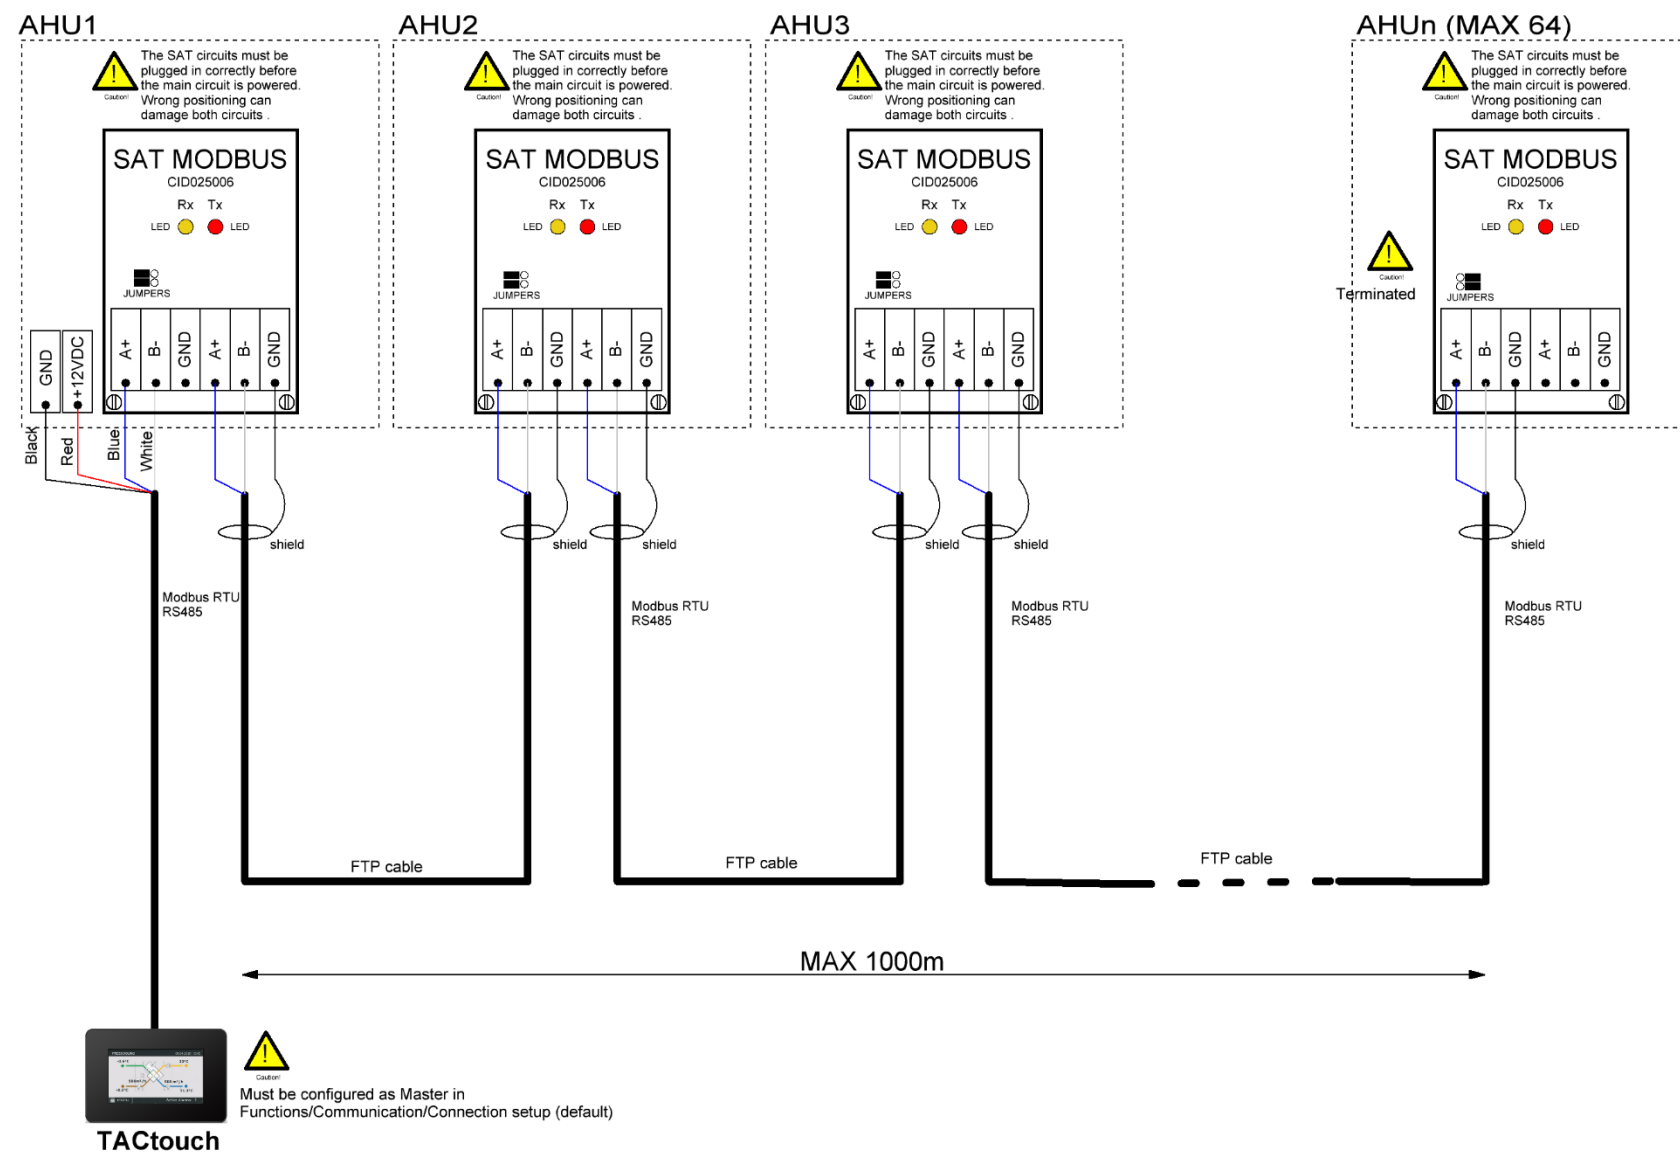 AHU1
The SAT circuits must be
plugged in correctly before
the main circuit is powered.
Wrong positioning can
damage both circuits .
Caution!
SAT MODBUS
CID025006
Rx Tx
LED LED
JUMPERS
A+ B- GND A+ B- GND
GND +12VDC
Black Red Blue White
shield
Modbus RTU
RS485
AHU2
The SAT circuits must be
plugged in correctly before
the main circuit is powered.
Wrong positioning can
damage both circuits .
Caution!
SAT MODBUS
CID025006
Rx Tx
LED LED
JUMPERS
A+ B- GND A+ B- GND
shield shield
Modbus RTU
RS485
AHU3
The SAT circuits must be
plugged in correctly before
the main circuit is powered.
Wrong positioning can
damage both circuits .
Caution!
SAT MODBUS
CID025006
Rx Tx
LED LED
JUMPERS
A+ B- GND A+ B- GND
shield shield
Modbus RTU
RS485
AHUn (MAX 64)
The SAT circuits must be
plugged in correctly before
the main circuit is powered.
Wrong positioning can
damage both circuits .
Caution!
SAT MODBUS
CID025006
Rx Tx
LED LED
Caution!
Terminated
JUMPERS
A+ B- GND A+ B- GND
shield
Modbus RTU
RS485
FTP cable
FTP cable
FTP cable
MAX 1000m
Caution!
Must be configured as Master in
Functions/Communication/Connection setup (default)
TACtouch